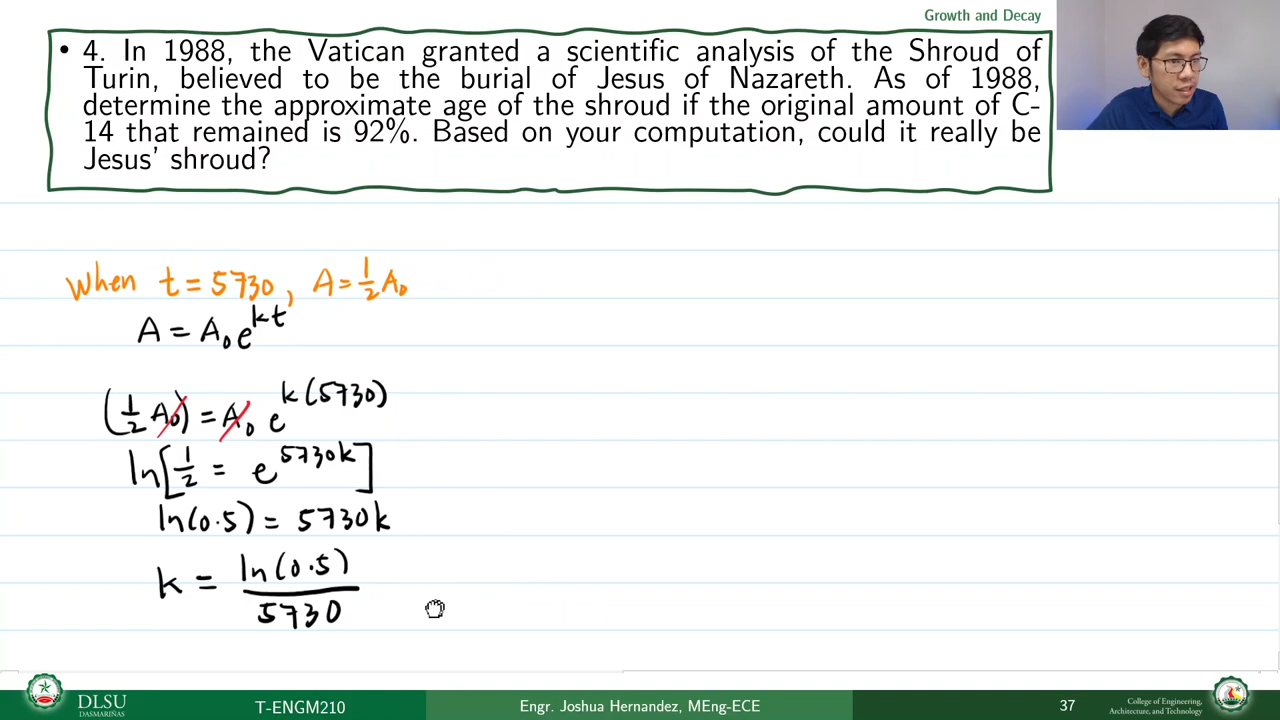 Growth and Decay
• 4. In 1988, the Vatican granted a scientific analysis of the Shroud of
Turin, believed to be the burial of Jesus of Nazareth. As of 1988,
determine the approximate age of the shroud if the original amount of C-
14 that remained is 92%. Based on your computation, could it really be
Jesus' shroud?
When t = 5730, A = 1/2 A₀
A = A₀e^kt
(1/2 A₀) = A₀ e^k(5730)
ln[1/2 = e^5730k]
ln(0.5) = 5730k
k = ln(0.5)/5730
DLSU
DASMARIÑAS
T-ENGM210
Engr. Joshua Hernandez, MEng-ECE
37
College of Engineering,
Architecture, and Technology